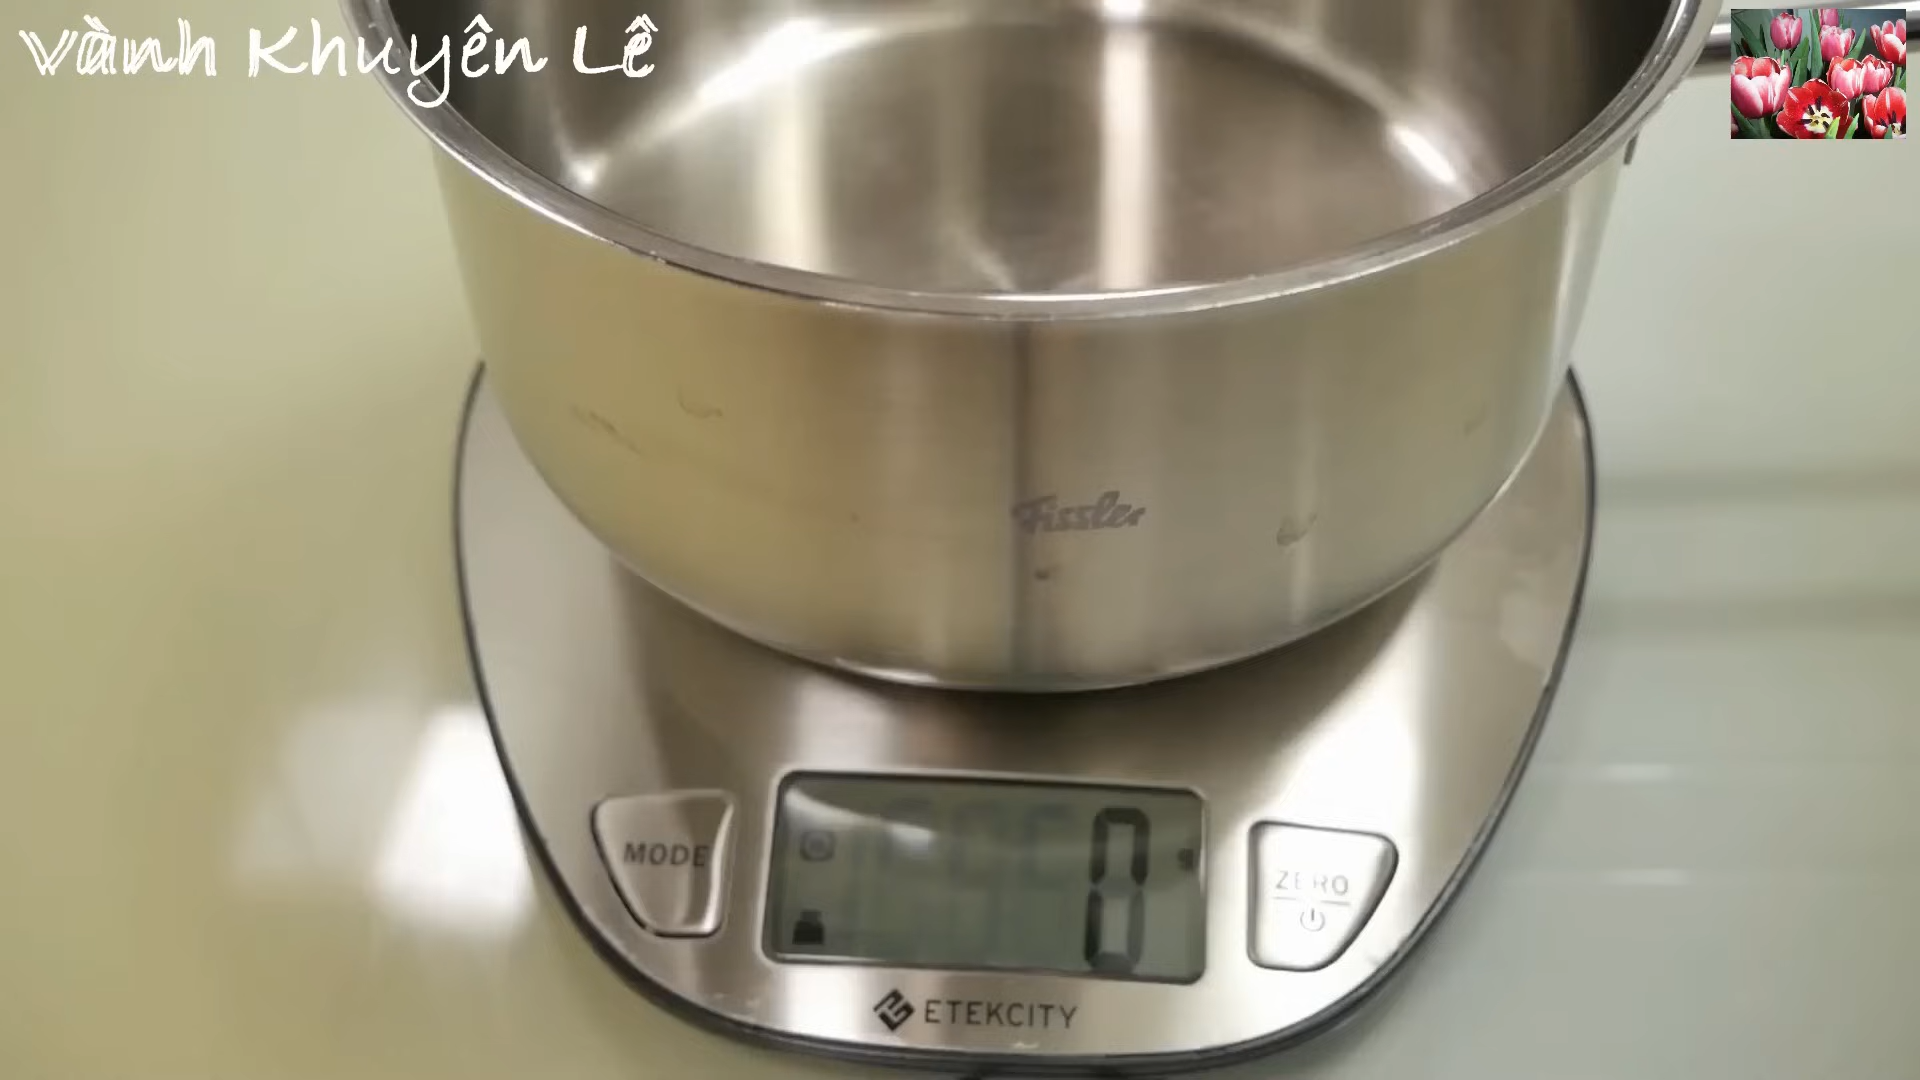 Vành Khuyên Lê
Fissler
MODE
0 g
ZERO
ETEKCITY